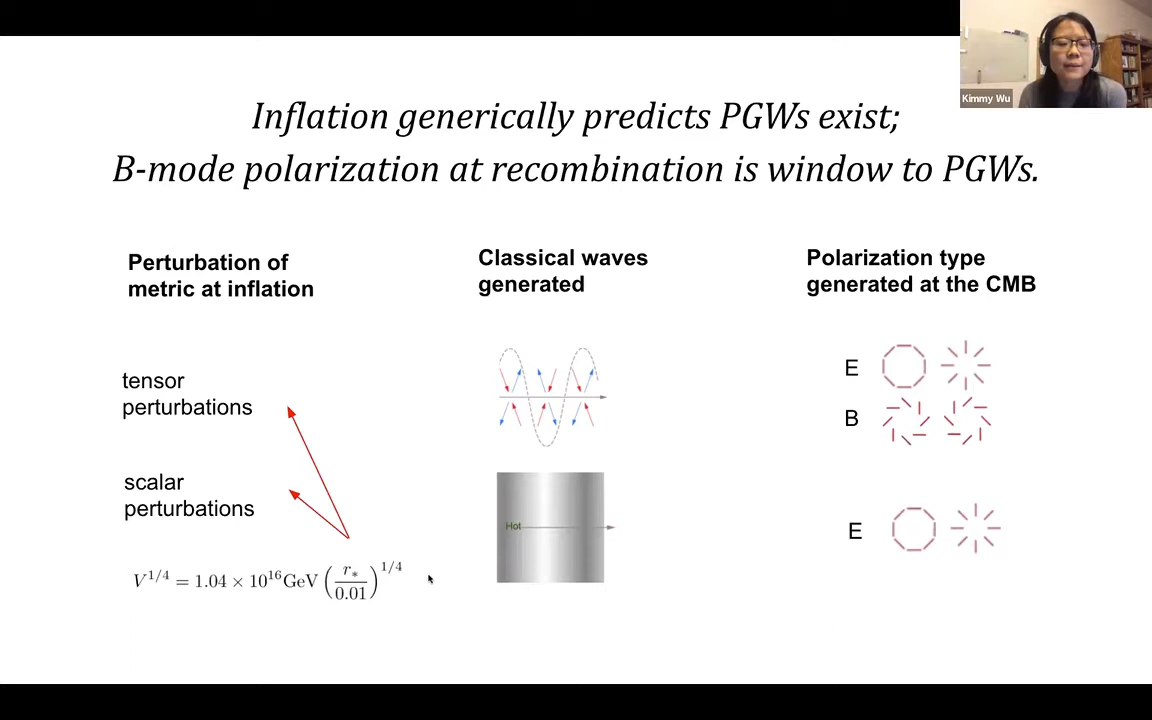 Kimmy Wu
Inflation generically predicts PGWs exist;
B-mode polarization at recombination is window to PGWs.
Perturbation of
metric at inflation
Classical waves
generated
Polarization type
generated at the CMB
tensor
perturbations
E
B
scalar
perturbations
Hot
E
V^{1/4} = 1.04 × 10^{16} GeV (r_*/0.01)^{1/4}